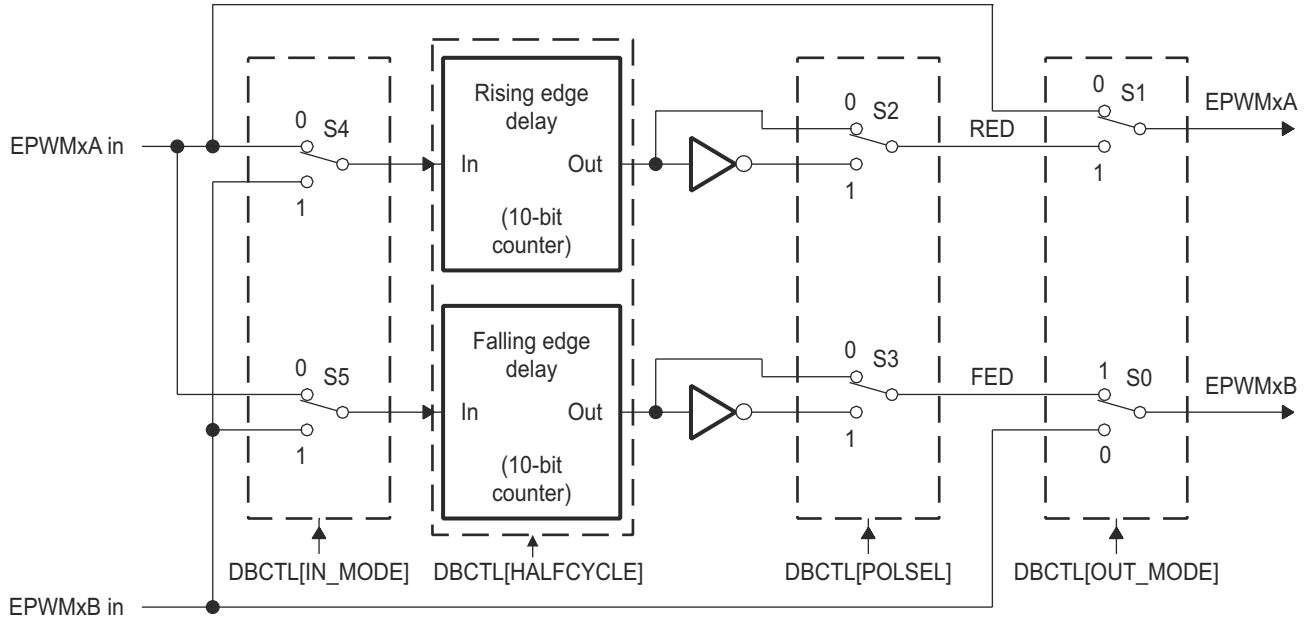 EPWMxA in
0
S4
1
Rising edge
delay
In
Out
(10-bit
counter)
0
S2
1
RED
0
S1
1
EPWMxA
0
S5
1
Falling edge
delay
In
Out
(10-bit
counter)
0
S3
1
FED
1
S0
0
EPWMxB
DBCTL[IN_MODE]
DBCTL[HALFCYCLE]
DBCTL[POLSEL]
DBCTL[OUT_MODE]
EPWMxB in